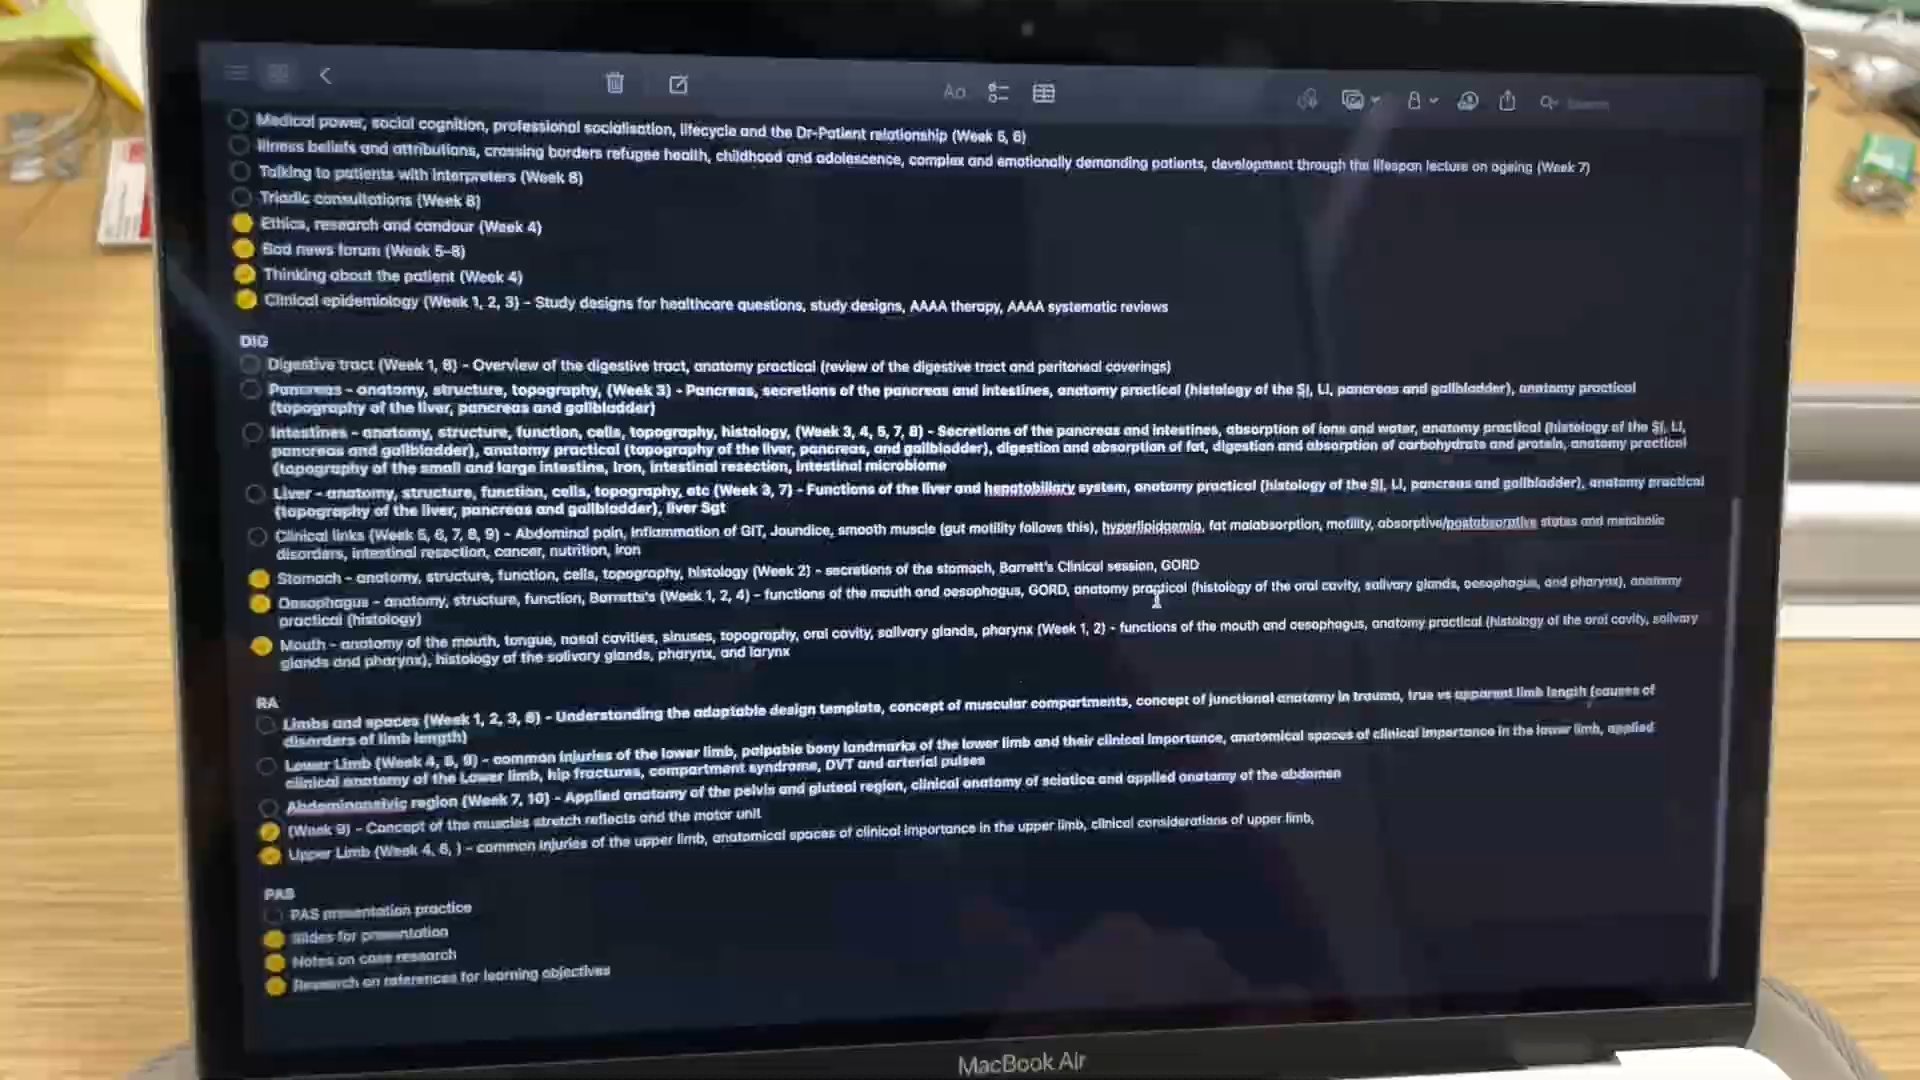 Medical power, social cognition, professional socialisation, lifecycle and the Dr-Patient relationship (Week 5, 6)
Illness beliefs and attributions, crossing borders refugee health, childhood and adolescence, complex and emotionally demanding patients, development through the lifespan lecture on ageing (Week 7)
Talking to patients with interpreters (Week 8)
Triadic consultations (Week 8)
Ethics, research and candour (Week 4)
Bad news forum (Week 5-8)
Thinking about the patient (Week 4)
Clinical epidemiology (Week 1, 2, 3) - Study designs for healthcare questions, study designs, AAAA therapy, AAAA systematic reviews
DIG
Digestive tract (Week 1, 8) - Overview of the digestive tract, anatomy practical (review of the digestive tract and peritoneal coverings)
Pancreas - anatomy, structure, topography, (Week 3) - Pancreas, secretions of the pancreas and intestines, anatomy practical (histology of the SI, LI, pancreas and gallbladder), anatomy practical
(topography of the liver, pancreas and gallbladder)
Intestines - anatomy, structure, function, cells, topography, histology, (Week 3, 4, 5, 7, 8) - Secretions of the pancreas and intestines, absorption of ions and water, anatomy practical (histology of the SI, LI,
pancreas and gallbladder), anatomy practical (topography of the liver, pancreas, and gallbladder), digestion and absorption of fat, digestion and absorption of carbohydrate and protein, anatomy practical
(topography of the small and large intestine, Iron, intestinal resection, Intestinal microbiome
Liver - anatomy, structure, function, cells, topography, etc (Week 3, 7) - Functions of the liver and hepatobiliary system, anatomy practical (histology of the SI, LI, pancreas and gallbladder), anatomy practical
(topography of the liver, pancreas and gallbladder), liver Sgt
Clinical links (Week 5, 6, 7, 8, 9) - Abdominal pain, inflammation of GIT, Jaundice, smooth muscle (gut motility follows this), hyperlipidaemia, fat malabsorption, motility, absorptive/postabsorptive states and metabolic
disorders, intestinal resection, cancer, nutrition, iron
Stomach - anatomy, structure, function, cells, topography, histology (Week 2) - secretions of the stomach, Barrett's Clinical session, GORD
Oesophagus - anatomy, structure, function, Barretts's (Week 1, 2, 4) - functions of the mouth and oesophagus, GORD, anatomy practical (histology of the oral cavity, salivary glands, oesophagus, and pharynx), anatomy
practical (histology)
Mouth - anatomy of the mouth, tongue, nasal cavities, sinuses, topography, oral cavity, salivary glands, pharynx (Week 1, 2) - functions of the mouth and oesophagus, anatomy practical (histology of the oral cavity, salivary
glands and pharynx), histology of the salivary glands, pharynx, and larynx
RA
Limbs and spaces (Week 1, 2, 3, 8) - Understanding the adaptable design template, concept of muscular compartments, concept of junctional anatomy in trauma, true vs apparent limb length (causes of
disorders of limb length)
Lower Limb (Week 4, 8, 9) - common injuries of the lower limb, palpable bony landmarks of the lower limb and their clinical importance, anatomical spaces of clinical importance in the lower limb, applied
clinical anatomy of the Lower limb, hip fractures, compartment syndrome, DVT and arterial pulses
Abdominopelvic region (Week 7, 10) - Applied anatomy of the pelvis and gluteal region, clinical anatomy of sciatica and applied anatomy of the abdomen
(Week 9) - Concept of the muscles stretch reflects and the motor unit
Upper Limb (Week 4, 6, ) - common injuries of the upper limb, anatomical spaces of clinical importance in the upper limb, clinical considerations of upper limb,
PAS
PAS presentation practice
Slides for presentation
Notes on case research
Research on references for learning objectives
MacBook Air